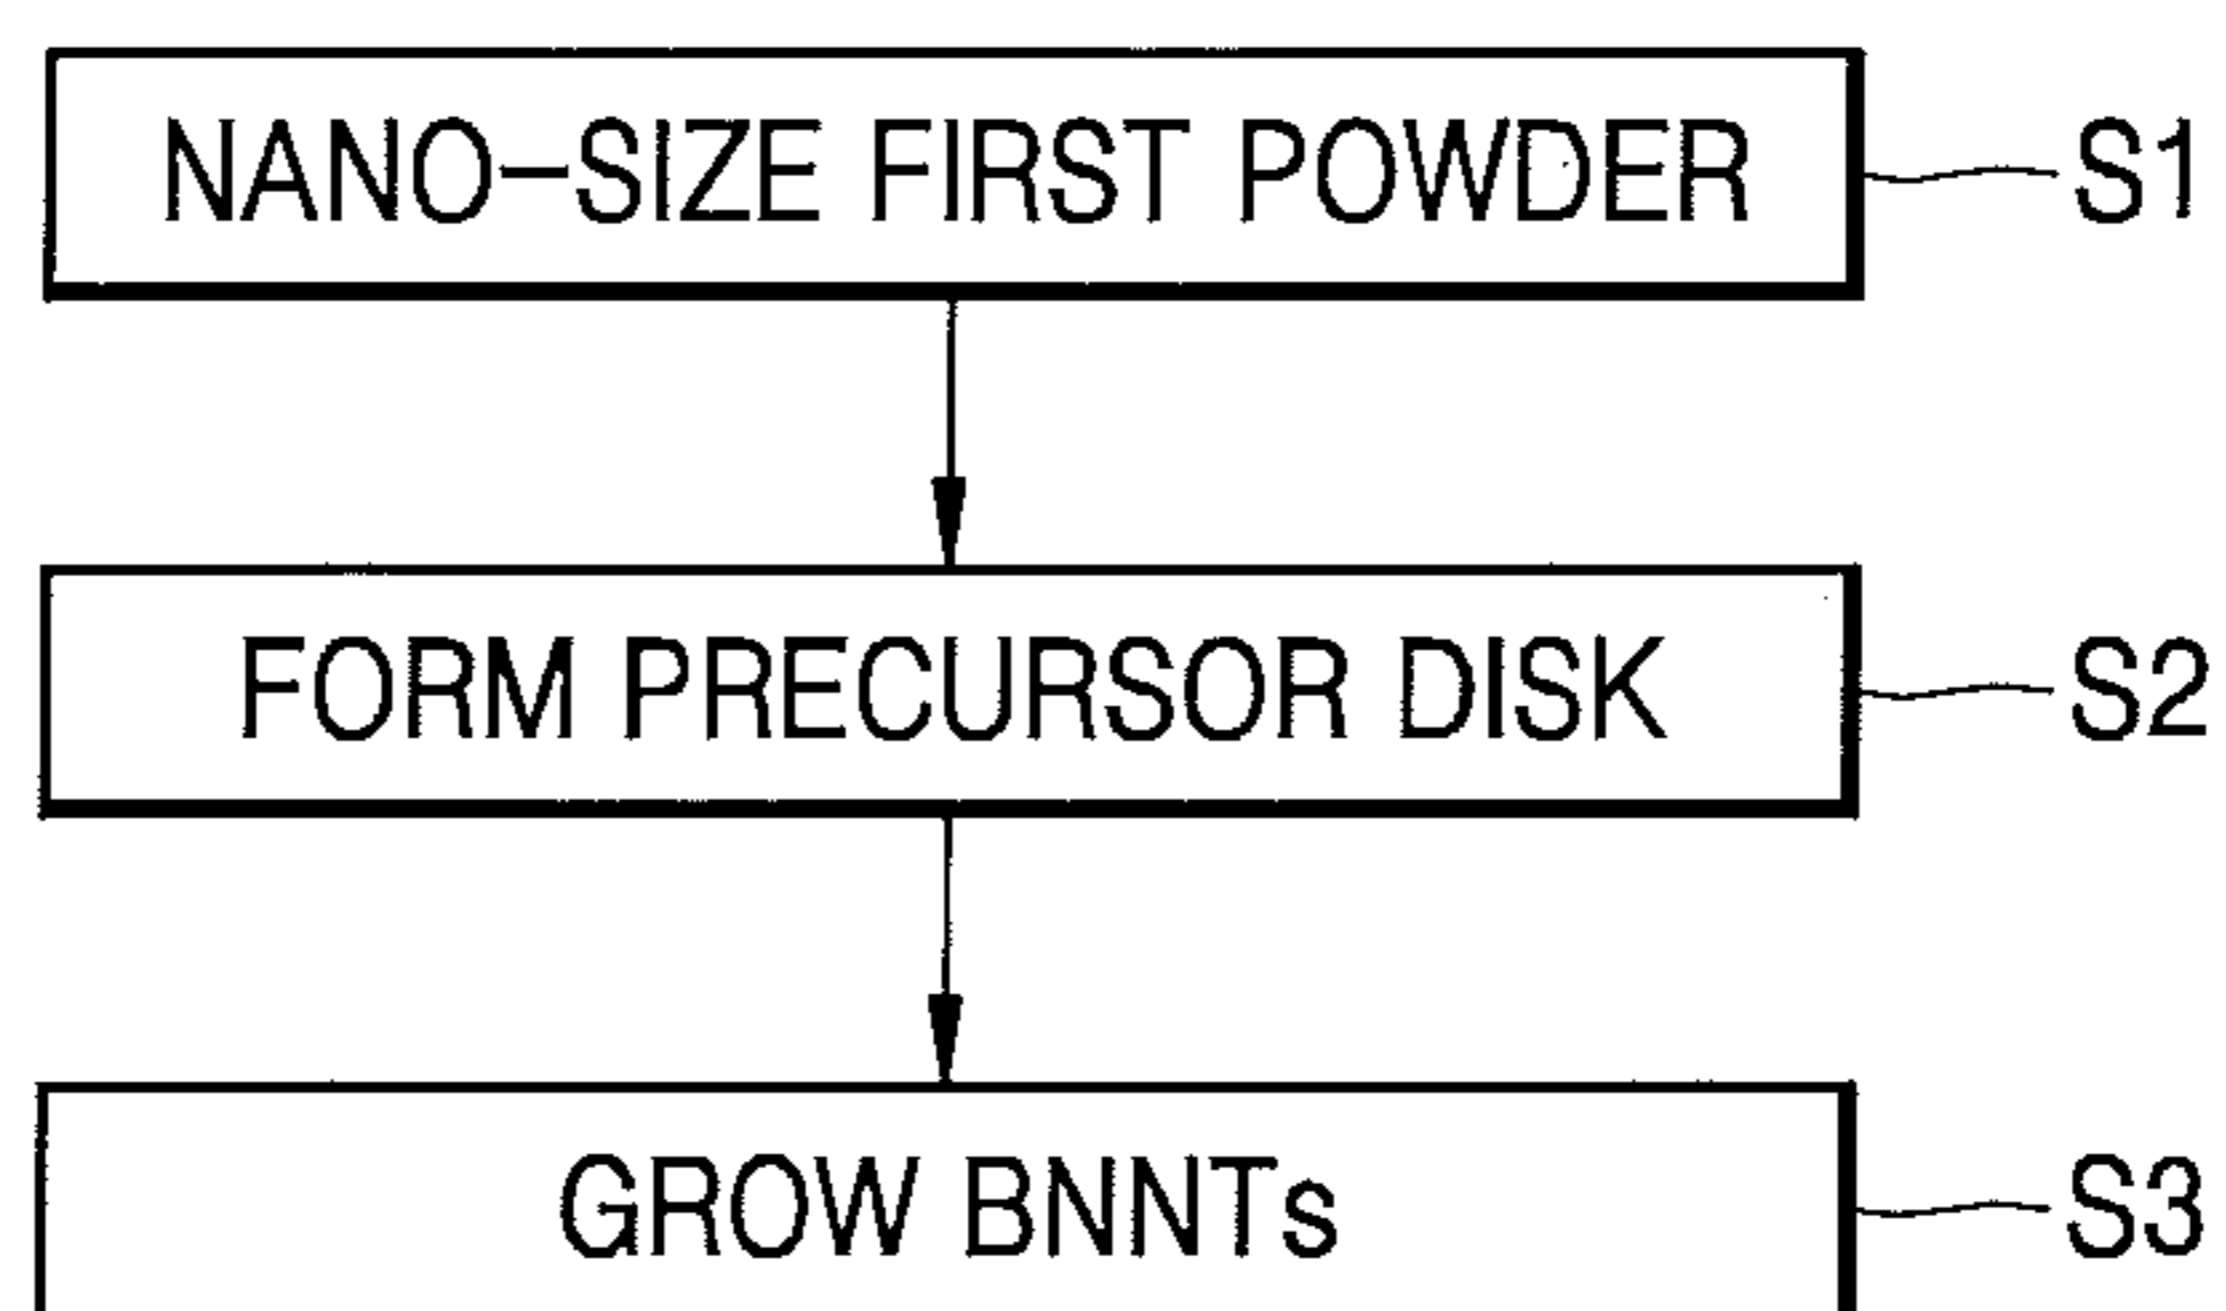 NANO-SIZE FIRST POWDER S1
FORM PRECURSOR DISK S2
GROW BNNTs S3